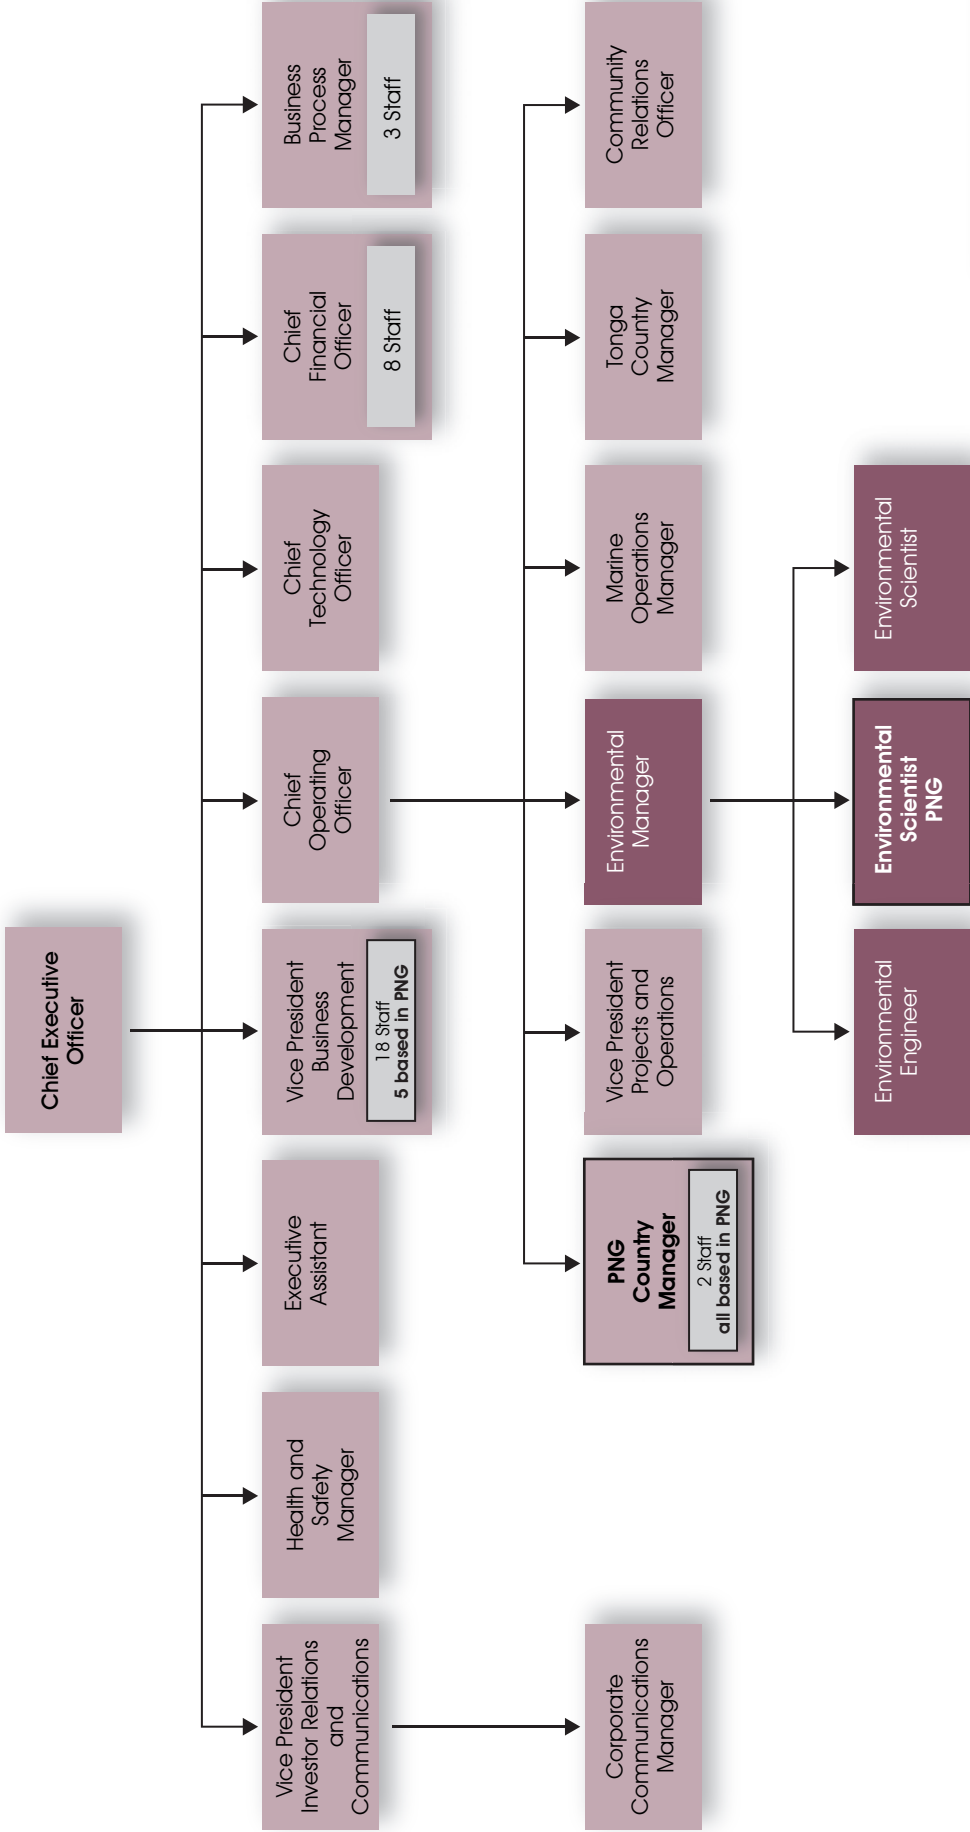 Chief Executive
Officer
Vice President
Investor Relations
and
Communications
Health and
Safety
Manager
Executive
Assistant
Vice President
Business
Development
18 Staff
5 based in PNG
Chief
Operating
Officer
Chief
Technology
Officer
Chief
Financial
Officer
8 Staff
Business
Process
Manager
3 Staff
Corporate
Communications
Manager
PNG
Country
Manager
2 Staff
all based in PNG
Vice President
Projects and
Operations
Environmental
Manager
Marine
Operations
Manager
Tonga
Country
Manager
Community
Relations
Officer
Environmental
Engineer
Environmental
Scientist
PNG
Environmental
Scientist